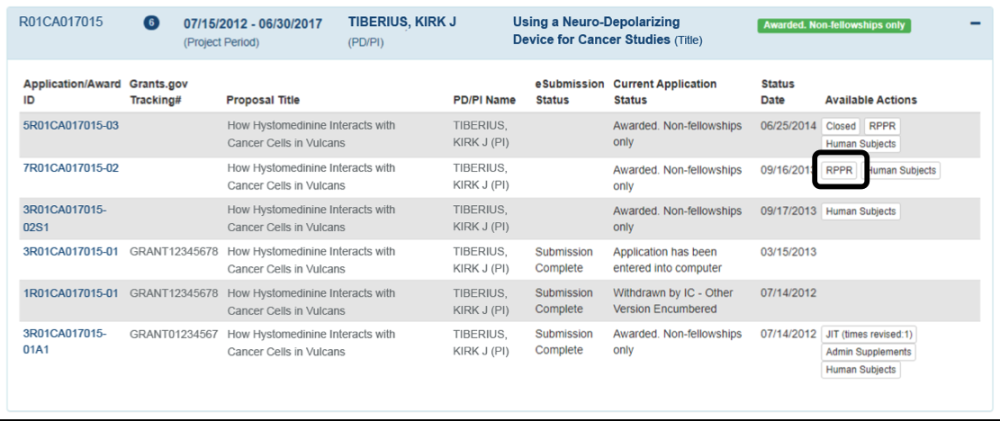 R01CA017015 6 07/15/2012 - 06/30/2017 TIBERIUS, KIRK J Using a Neuro-Depolarizing Awarded. Non-fellowships only
(Project Period) (PD/PI) Device for Cancer Studies (Title)
Application/Award Grants.gov eSubmission Current Application Status
ID Tracking# Proposal Title PD/PI Name Status Status Date Available Actions
5R01CA017015-03 How Hystomedinine Interacts with TIBERIUS, Awarded. Non-fellowships 06/25/2014 Closed RPPR
Cancer Cells in Vulcans KIRK J (PI) only Human Subjects
7R01CA017015-02 How Hystomedinine Interacts with TIBERIUS, Awarded. Non-fellowships 09/16/2013 RPPR Human Subjects
Cancer Cells in Vulcans KIRK J (PI) only
3R01CA017015- How Hystomedinine Interacts with TIBERIUS, Awarded. Non-fellowships 09/17/2013 Human Subjects
02S1 Cancer Cells in Vulcans KIRK J (PI) only
3R01CA017015-01 GRANT12345678 How Hystomedinine Interacts with TIBERIUS, Submission Application has been 03/15/2013
Cancer Cells in Vulcans KIRK J (PI) Complete entered into computer
1R01CA017015-01 GRANT12345678 How Hystomedinine Interacts with TIBERIUS, Submission Withdrawn by IC - Other 07/14/2012
Cancer Cells in Vulcans KIRK J (PI) Complete Version Encumbered
3R01CA017015- GRANT01234567 How Hystomedinine Interacts with TIBERIUS, Submission Awarded. Non-fellowships 07/14/2012 JIT (times revised:1)
01A1 Cancer Cells in Vulcans KIRK J (PI) Complete only Admin Supplements
Human Subjects